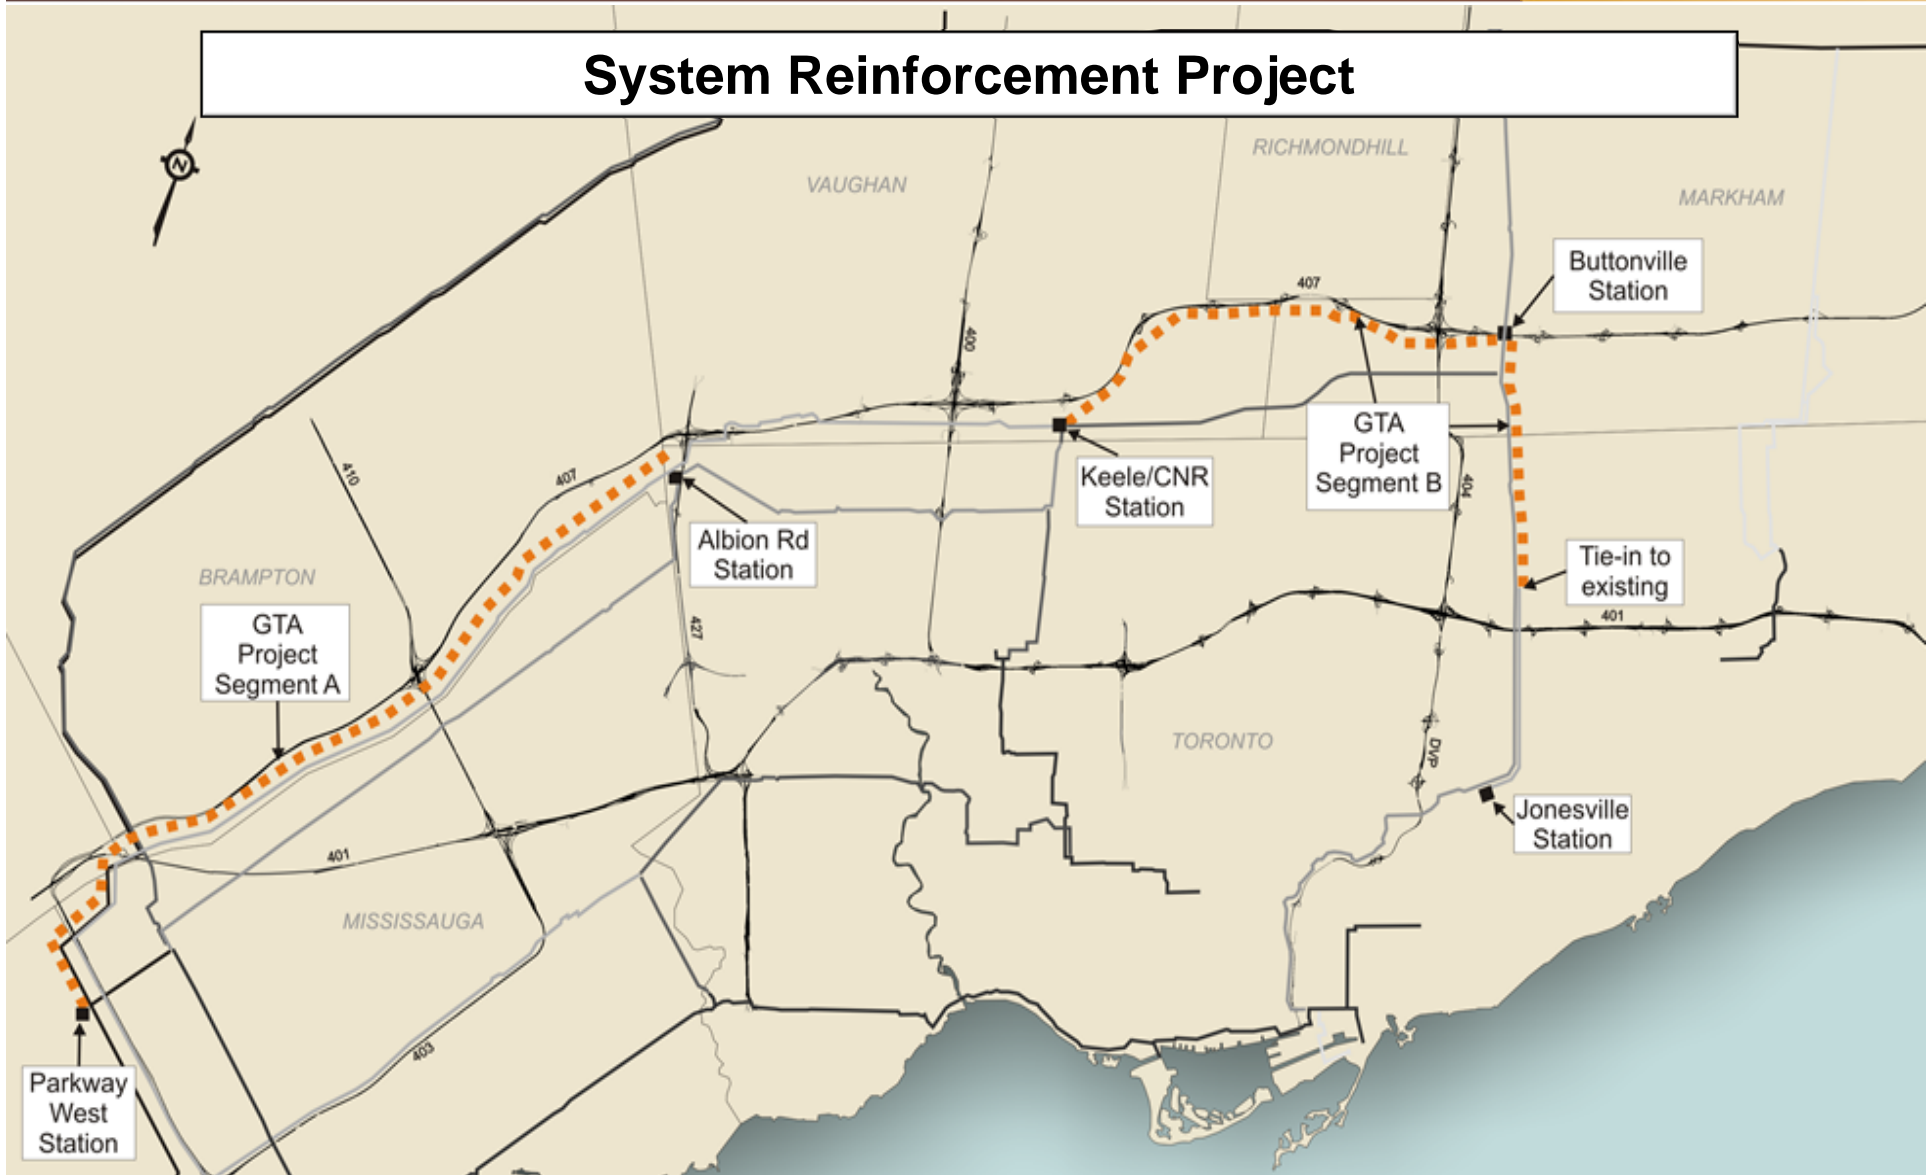 System Reinforcement Project
N
RICHMONDHILL
VAUGHAN
MARKHAM
Buttonville
Station
407
400
GTA
Project
Segment B
410
407
Keele/CNR
Station
404
Albion Rd
Station
Tie-in to
existing
BRAMPTON
GTA
Project
Segment A
427
401
TORONTO
DVP
Jonesville
Station
401
MISSISSAUGA
403
Parkway
West
Station